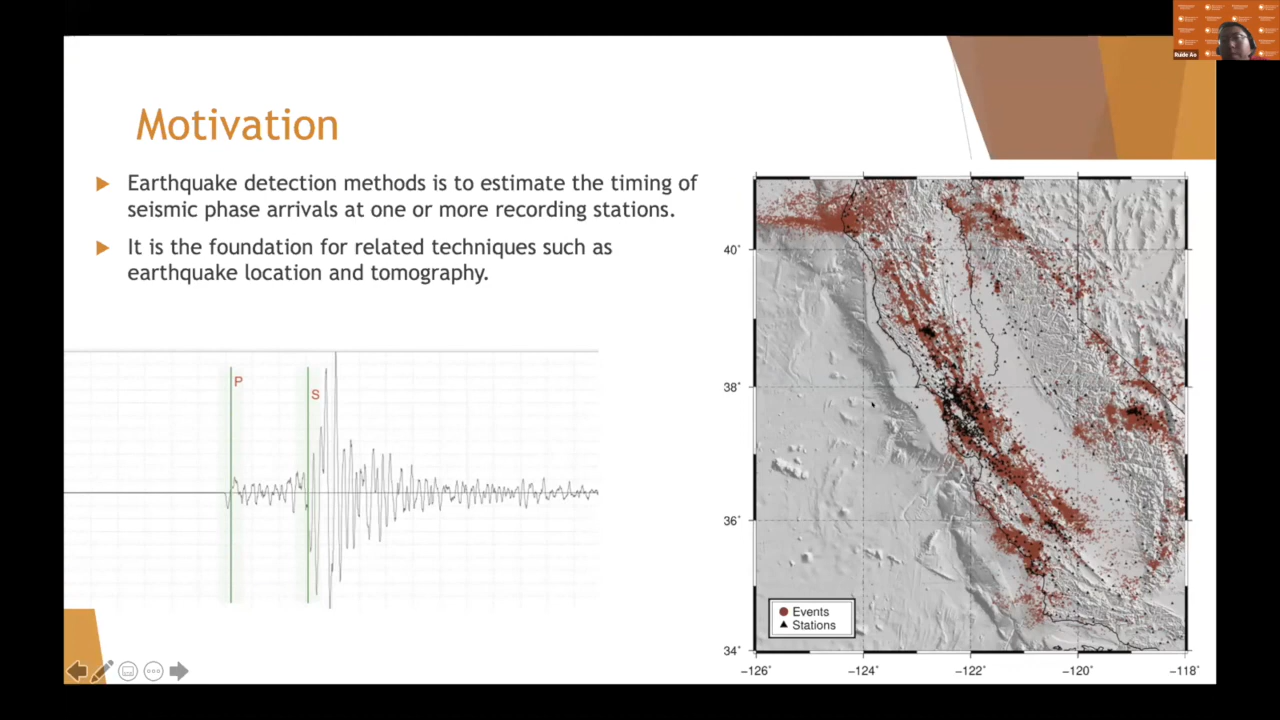 Ruide Ao
Motivation
Earthquake detection methods is to estimate the timing of
seismic phase arrivals at one or more recording stations.
It is the foundation for related techniques such as
earthquake location and tomography.
P
S
40°
38°
36°
34°
Events
Stations
−126°
−124°
−122°
−120°
−118°